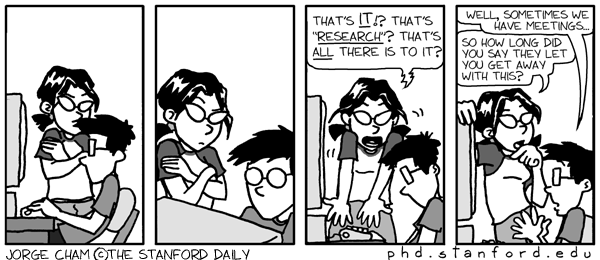 THAT'S IT!? THAT'S
"RESEARCH"? THAT'S
ALL THERE IS TO IT?
WELL, SOMETIMES WE
HAVE MEETINGS...
SO HOW LONG DID
YOU SAY THEY LET
YOU GET AWAY
WITH THIS?
JORGE CHAM ©THE STANFORD DAILY
phd.stanford.edu